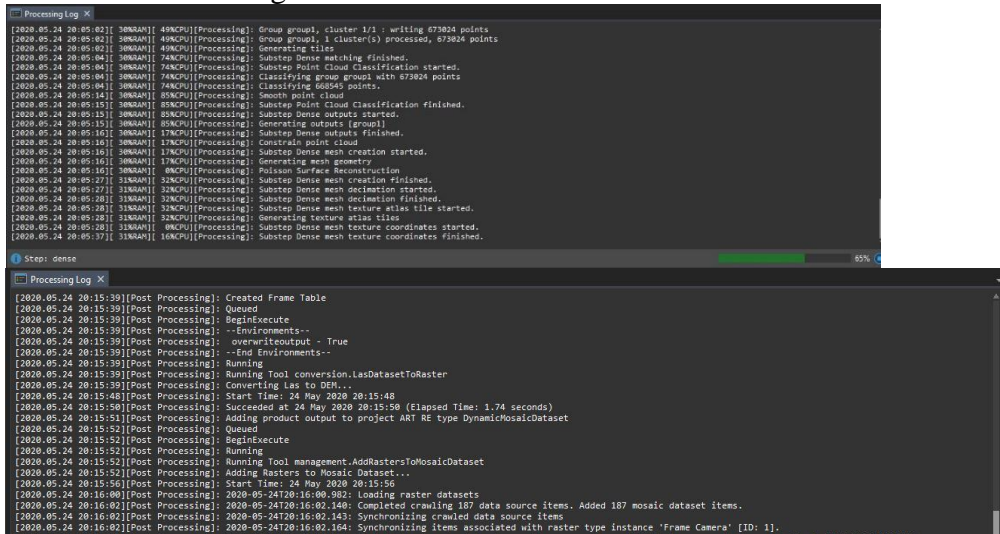 Processing Log ×
[2020.05.24 20:05:02][ 30%RAM][ 49%CPU][Processing]: Group group1, cluster 1/1 : writing 673024 points
[2020.05.24 20:05:02][ 30%RAM][ 49%CPU][Processing]: Group group1, 1 cluster(s) processed, 673024 points
[2020.05.24 20:05:02][ 30%RAM][ 49%CPU][Processing]: Generating tiles
[2020.05.24 20:05:04][ 30%RAM][ 74%CPU][Processing]: Substep Dense matching finished.
[2020.05.24 20:05:04][ 30%RAM][ 74%CPU][Processing]: Substep Point Cloud Classification started.
[2020.05.24 20:05:04][ 30%RAM][ 74%CPU][Processing]: Classifying group group1 with 673024 points
[2020.05.24 20:05:04][ 30%RAM][ 74%CPU][Processing]: Classifying 668545 points.
[2020.05.24 20:05:14][ 30%RAM][ 85%CPU][Processing]: Smooth point cloud
[2020.05.24 20:05:15][ 30%RAM][ 85%CPU][Processing]: Substep Point Cloud Classification finished.
[2020.05.24 20:05:15][ 30%RAM][ 85%CPU][Processing]: Substep Dense outputs started.
[2020.05.24 20:05:15][ 30%RAM][ 85%CPU][Processing]: Generating outputs [group1]
[2020.05.24 20:05:16][ 30%RAM][ 17%CPU][Processing]: Substep Dense outputs finished.
[2020.05.24 20:05:16][ 30%RAM][ 17%CPU][Processing]: Constrain point cloud
[2020.05.24 20:05:16][ 30%RAM][ 17%CPU][Processing]: Substep Dense mesh creation started.
[2020.05.24 20:05:16][ 30%RAM][ 17%CPU][Processing]: Generating mesh geometry
[2020.05.24 20:05:16][ 30%RAM][ 0%CPU][Processing]: Poisson Surface Reconstruction
[2020.05.24 20:05:27][ 31%RAM][ 32%CPU][Processing]: Substep Dense mesh creation finished.
[2020.05.24 20:05:27][ 31%RAM][ 32%CPU][Processing]: Substep Dense mesh decimation started.
[2020.05.24 20:05:28][ 31%RAM][ 32%CPU][Processing]: Substep Dense mesh decimation finished.
[2020.05.24 20:05:28][ 31%RAM][ 32%CPU][Processing]: Substep Dense mesh texture atlas tile started.
[2020.05.24 20:05:28][ 31%RAM][ 32%CPU][Processing]: Generating texture atlas tiles
[2020.05.24 20:05:28][ 31%RAM][ 0%CPU][Processing]: Substep Dense mesh texture coordinates started.
[2020.05.24 20:05:37][ 31%RAM][ 16%CPU][Processing]: Substep Dense mesh texture coordinates finished.
Step: dense 65%
Processing Log ×
[2020.05.24 20:15:39][Post Processing]: Created Frame Table
[2020.05.24 20:15:39][Post Processing]: Queued
[2020.05.24 20:15:39][Post Processing]: BeginExecute
[2020.05.24 20:15:39][Post Processing]: --Environments--
[2020.05.24 20:15:39][Post Processing]: overwriteoutput - True
[2020.05.24 20:15:39][Post Processing]: --End Environments--
[2020.05.24 20:15:39][Post Processing]: Running
[2020.05.24 20:15:39][Post Processing]: Running Tool conversion.LasDatasetToRaster
[2020.05.24 20:15:39][Post Processing]: Converting Las to DEM...
[2020.05.24 20:15:48][Post Processing]: Start Time: 24 May 2020 20:15:48
[2020.05.24 20:15:50][Post Processing]: Succeeded at 24 May 2020 20:15:50 (Elapsed Time: 1.74 seconds)
[2020.05.24 20:15:51][Post Processing]: Adding product output to project ART RE type DynamicMosaicDataset
[2020.05.24 20:15:52][Post Processing]: Queued
[2020.05.24 20:15:52][Post Processing]: BeginExecute
[2020.05.24 20:15:52][Post Processing]: Running
[2020.05.24 20:15:52][Post Processing]: Running Tool management.AddRastersToMosaicDataset
[2020.05.24 20:15:52][Post Processing]: Adding Rasters to Mosaic Dataset...
[2020.05.24 20:15:56][Post Processing]: Start Time: 24 May 2020 20:15:56
[2020.05.24 20:16:00][Post Processing]: 2020-05-24T20:16:00.982: Loading raster datasets
[2020.05.24 20:16:02][Post Processing]: 2020-05-24T20:16:02.140: Completed crawling 187 data source items. Added 187 mosaic dataset items.
[2020.05.24 20:16:02][Post Processing]: 2020-05-24T20:16:02.143: Synchronizing crawled data source items
[2020.05.24 20:16:02][Post Processing]: 2020-05-24T20:16:02.164: Synchronizing items associated with raster type instance 'Frame Camera' [ID: 1].